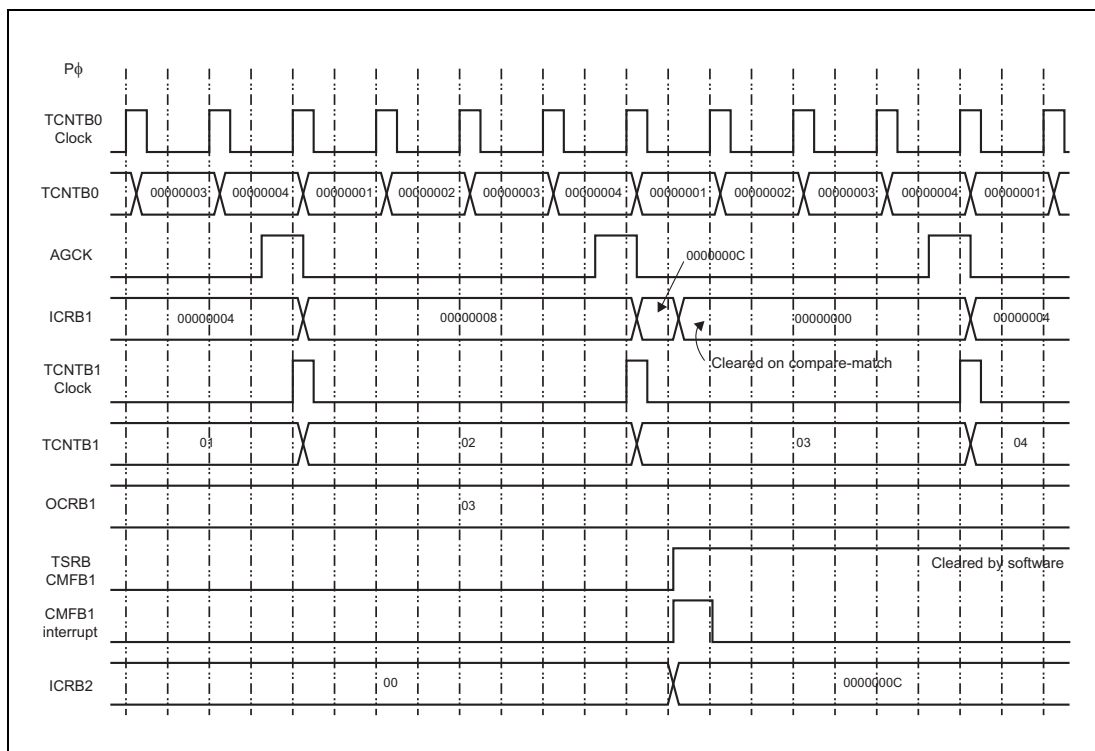 Pϕ
TCNTB0
Clock
TCNTB0
00000003 00000004 00000001 00000002 00000003 00000004 00000001 00000002 00000003 00000004 00000001
AGCK
0000000C
ICRB1
00000004 00000008 00000000 00000004
Cleared on compare-match
TCNTB1
Clock
TCNTB1
01 02 03 04
OCRB1
03
TSRB
CMFB1
Cleared by software
CMFB1
interrupt
ICRB2
00 0000000C